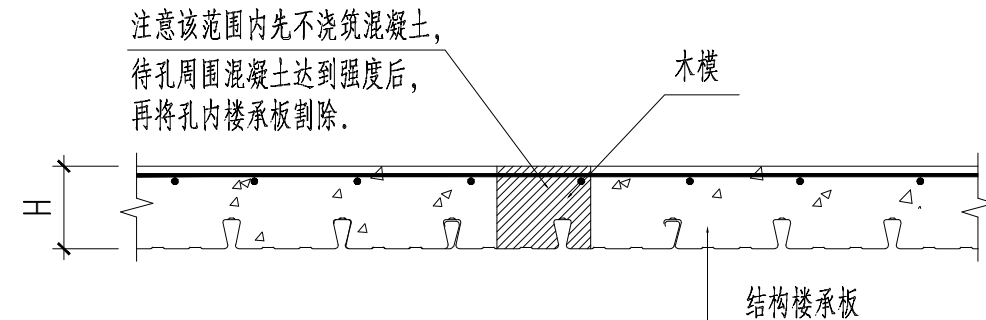 注意该范围内先不浇筑混凝土，
待孔周围混凝土达到强度后，
再将孔内楼承板割除.
木模
H
结构楼承板